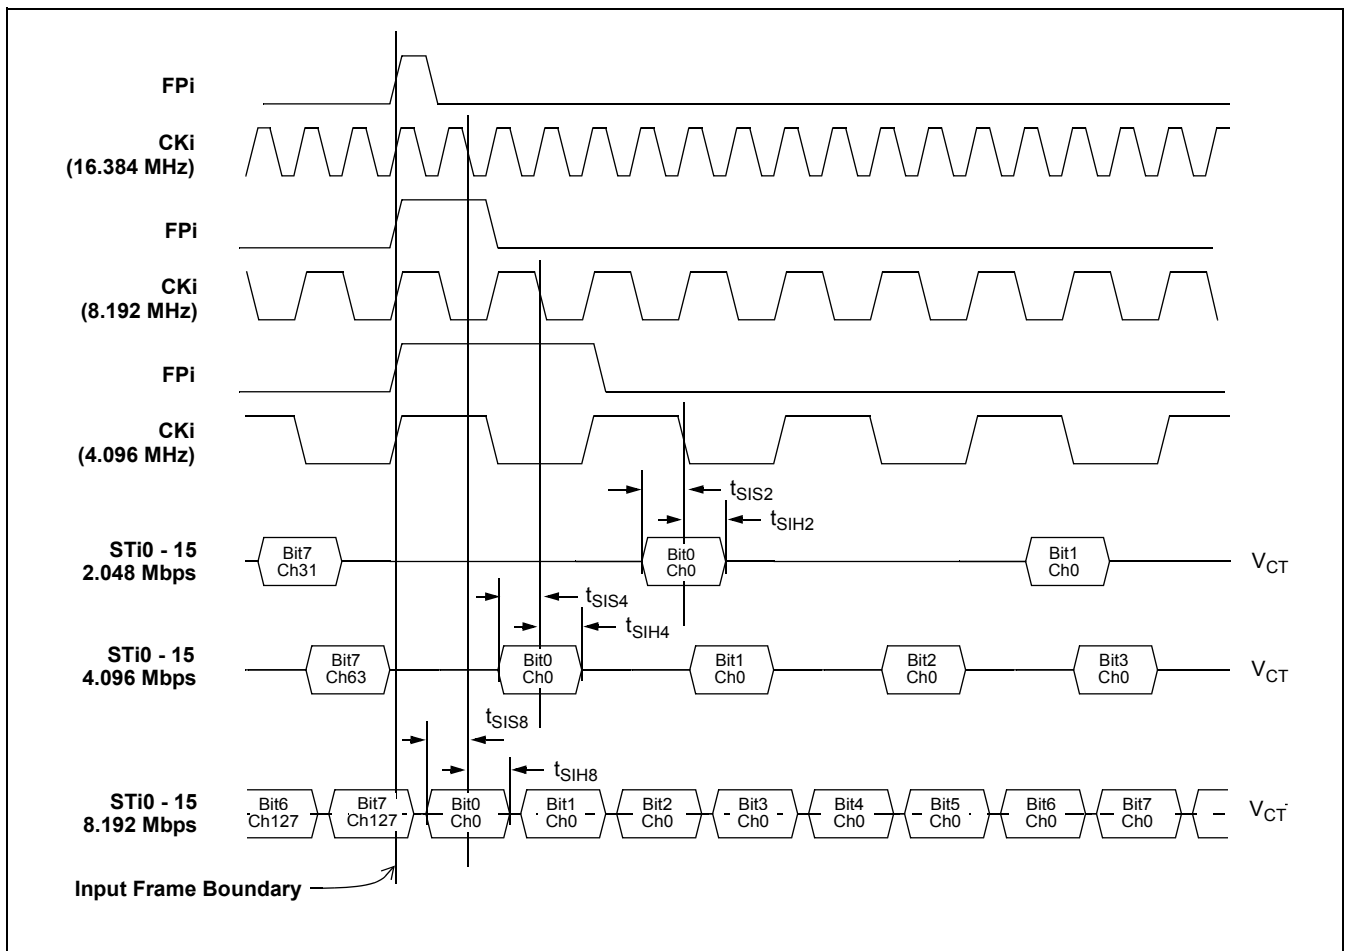 FPi
CKi
(16.384 MHz)
FPi
CKi
(8.192 MHz)
FPi
CKi
(4.096 MHz)
tSIS2
tSIH2
STi0 - 15
2.048 Mbps
Bit7
Ch31
Bit0
Ch0
Bit1
Ch0
VCT
tSIS4
tSIH4
STi0 - 15
4.096 Mbps
Bit7
Ch63
Bit0
Ch0
Bit1
Ch0
Bit2
Ch0
Bit3
Ch0
VCT
tSIS8
tSIH8
STi0 - 15
8.192 Mbps
Bit6
Ch127
Bit7
Ch127
Bit0
Ch0
Bit1
Ch0
Bit2
Ch0
Bit3
Ch0
Bit4
Ch0
Bit5
Ch0
Bit6
Ch0
Bit7
Ch0
VCT
Input Frame Boundary